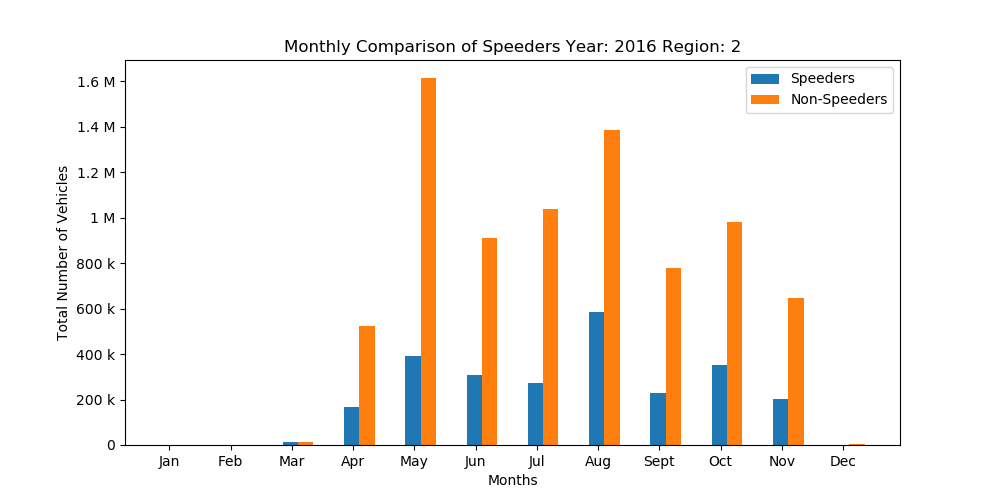 Monthly Comparison of Speeders Year: 2016 Region: 2
Speeders
Non-Speeders
Total Number of Vehicles
1.6 M
1.4 M
1.2 M
1 M
800 k
600 k
400 k
200 k
0
Jan Feb Mar Apr May Jun Jul Aug Sept Oct Nov Dec
Months